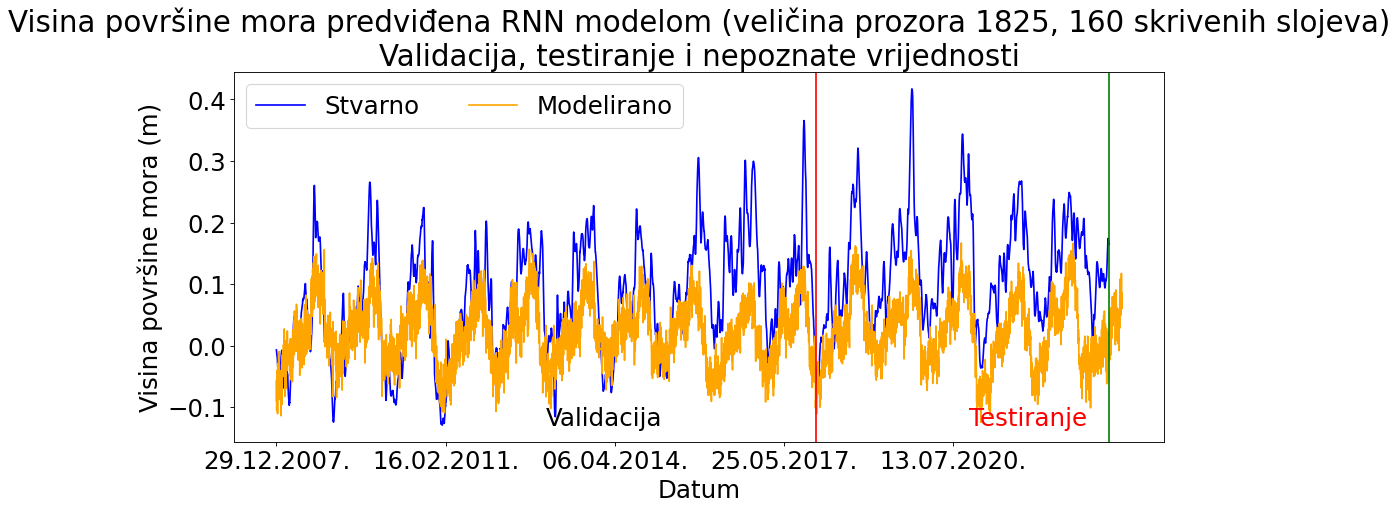 Visina površine mora predviđena RNN modelom (veličina prozora 1825, 160 skrivenih slojeva)
Validacija, testiranje i nepoznate vrijednosti
Stvarno Modelirano
Visina površine mora (m)
0.4
0.3
0.2
0.1
0.0
−0.1
Validacija Testiranje
29.12.2007. 16.02.2011. 06.04.2014. 25.05.2017. 13.07.2020.
Datum